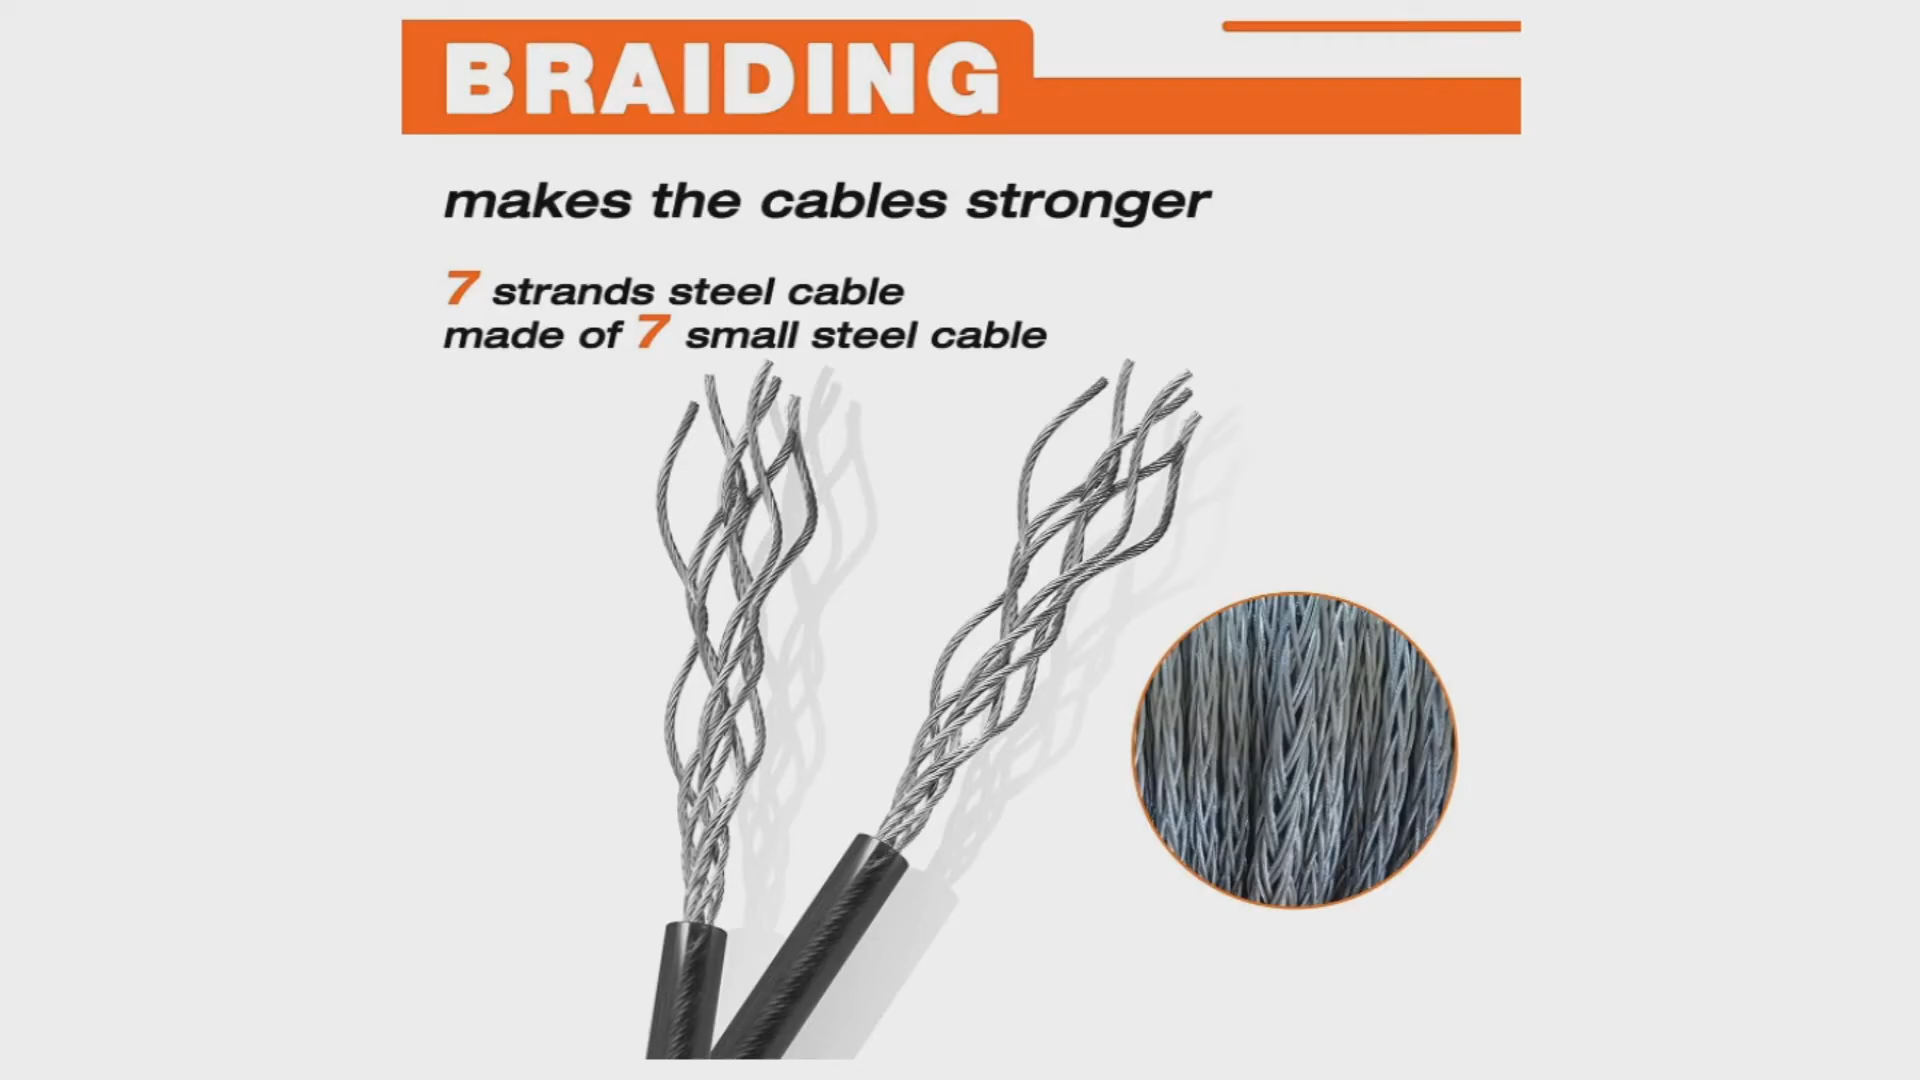 BRAIDING
makes the cables stronger
7 strands steel cable
made of 7 small steel cable